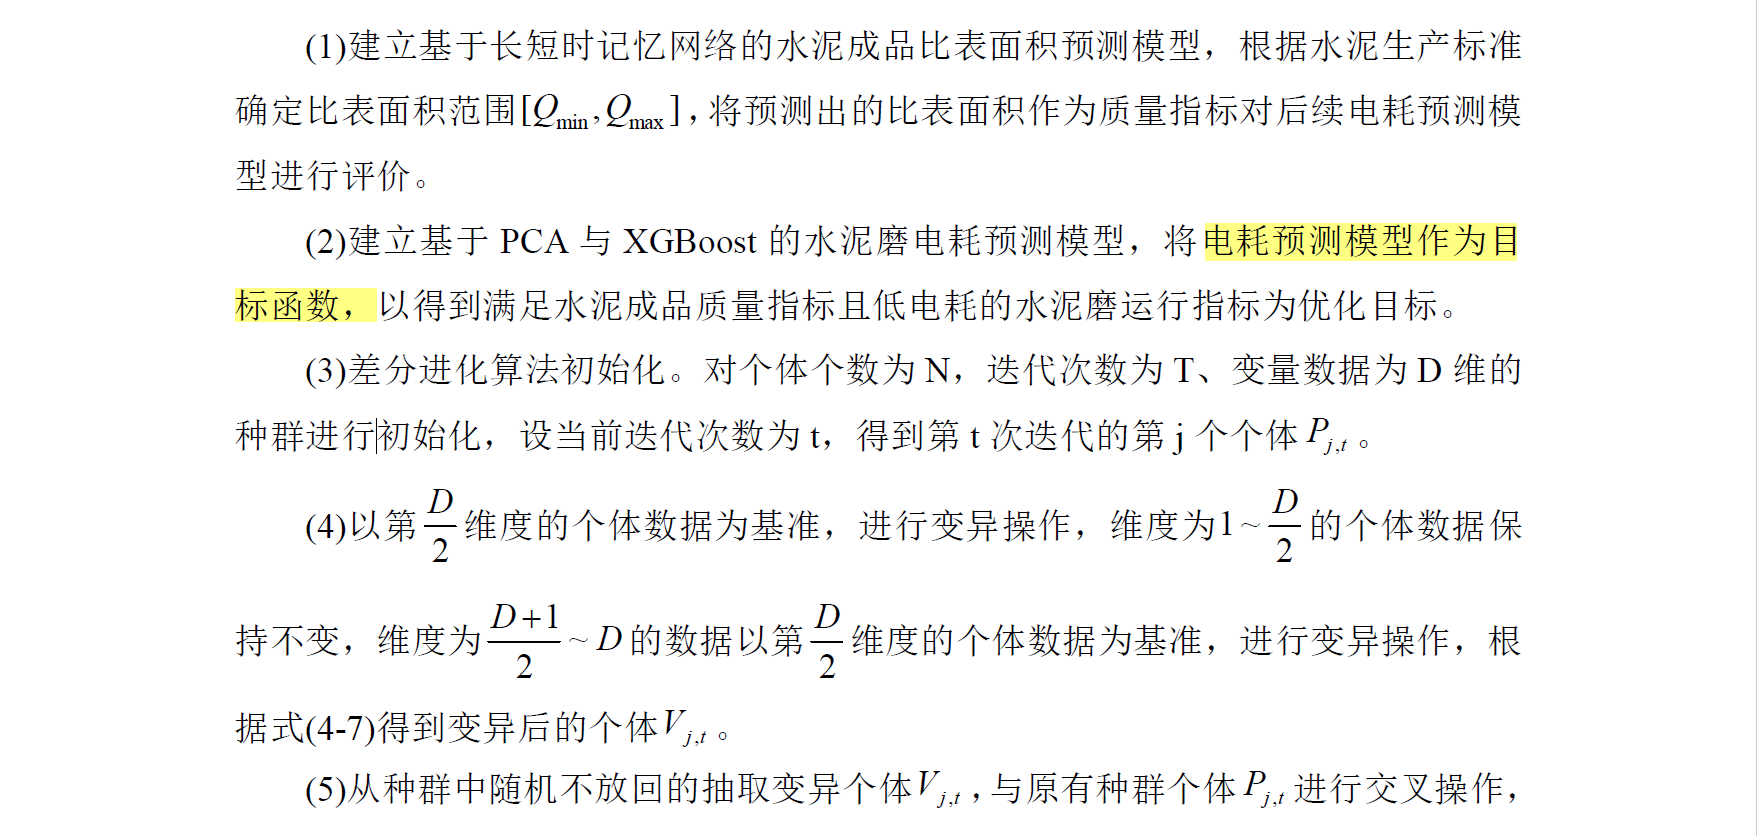 (1)建立基于长短时记忆网络的水泥成品比表面积预测模型，根据水泥生产标准
确定比表面积范围[Qmin,Qmax]，将预测出的比表面积作为质量指标对后续电耗预测模
型进行评价。
(2)建立基于 PCA 与 XGBoost 的水泥磨电耗预测模型，将电耗预测模型作为目
标函数，以得到满足水泥成品质量指标且低电耗的水泥磨运行指标为优化目标。
(3)差分进化算法初始化。对个体个数为 N，迭代次数为 T、变量数据为 D 维的
种群进行初始化，设当前迭代次数为 t，得到第 t 次迭代的第 j 个个体 Pj,t。
(4)以第 D/2 维度的个体数据为基准，进行变异操作，维度为1~D/2 的个体数据保
持不变，维度为 (D+1)/2 ~ D 的数据以第 D/2 维度的个体数据为基准，进行变异操作，根
据式(4-7)得到变异后的个体Vj,t。
(5)从种群中随机不放回的抽取变异个体Vj,t，与原有种群个体 Pj,t 进行交叉操作，